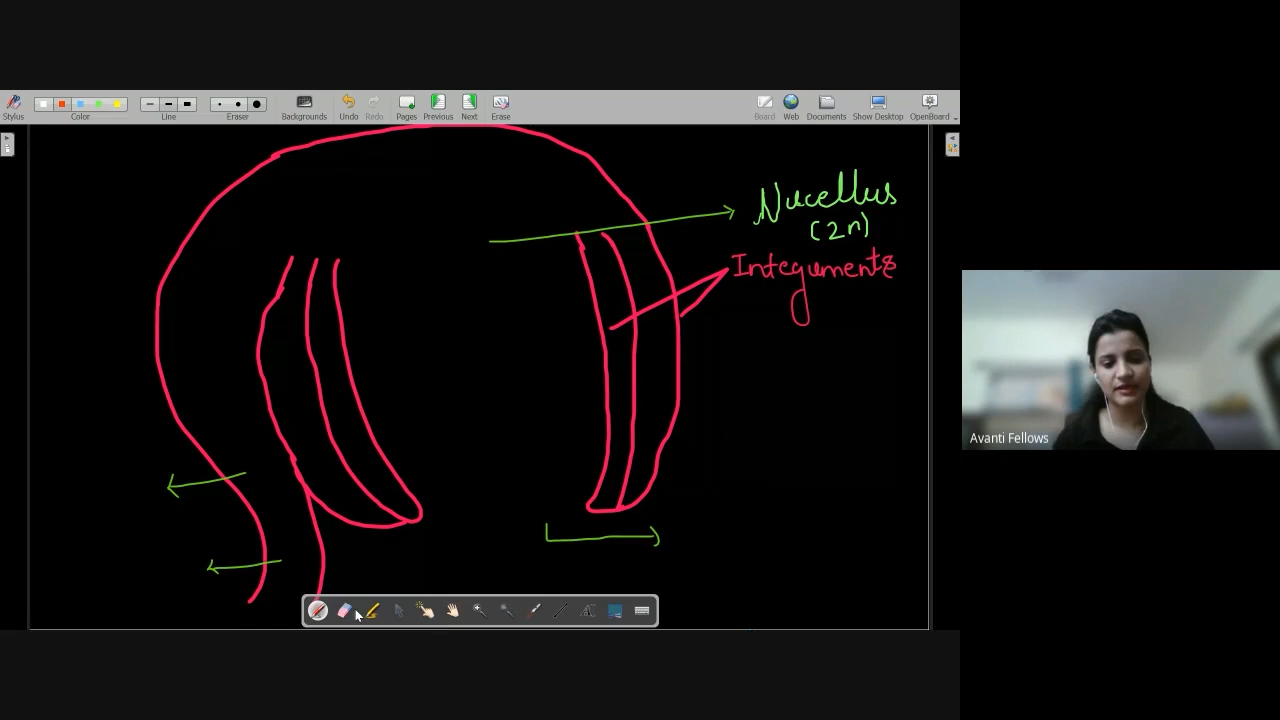 Stylus
Color
Line
Eraser
Backgrounds
Undo
Redo
Pages
Previous
Next
Erase
Board
Web
Documents
Show Desktop
OpenBoard
Nucellus
(2n)
Integuments
Avanti Fellows